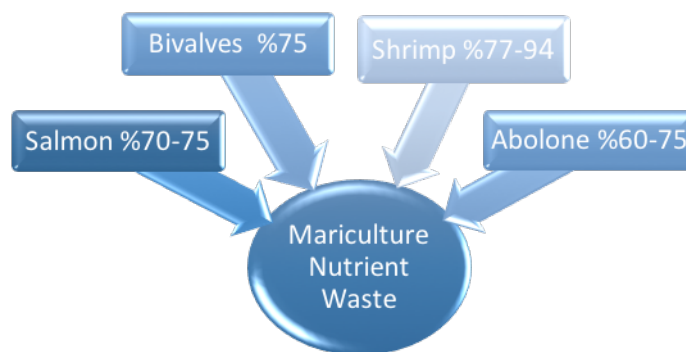 Bivalves %75
Shrimp %77-94
Salmon %70-75
Abolone %60-75
Mariculture
Nutrient
Waste